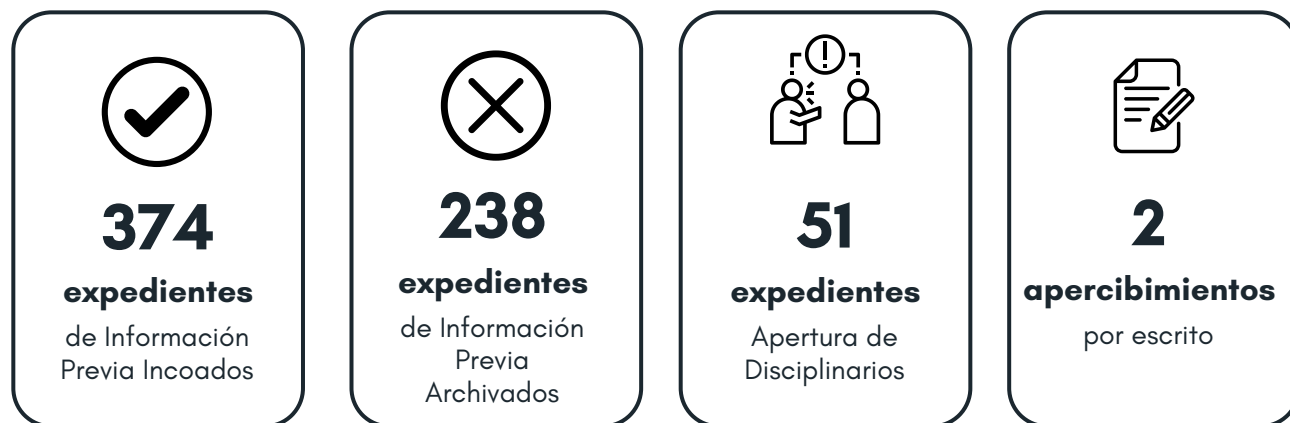 374
expedientes
de Información
Previa Incoados
238
expedientes
de Información
Previa
Archivados
51
expedientes
Apertura de
Disciplinarios
2
apercibimientos
por escrito